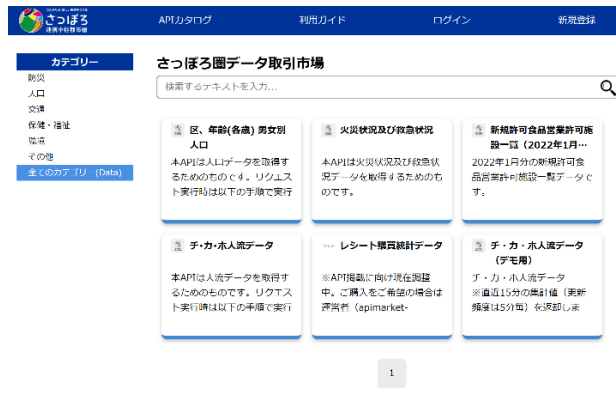 さっぽろ
連携中枢都市圏
APIカタログ
利用ガイド
ログイン
新規登録
カテゴリー
防災
人口
交通
保健・福祉
環境
その他
全てのカテゴリ (Data)
さっぽろ圏データ取引市場
検索するテキストを入力...
区、年齢(各歳) 男女別
人口
本APIは人口データを取得す
るためのものです。リクエス
ト実行時は以下の手順で実行
火災状況及び救急状況
本APIは火災状況及び救急状
況データを取得するためのも
のです。
新規許可食品営業許可施
設一覧（2022年1月…
2022年1月分の新規許可食
品営業許可施設一覧データで
す。
チ・カ・ホ人流データ
本APIは人流データを取得す
るためのものです。リクエス
ト実行時は以下の手順で実行
レシート購買統計データ
※API掲載に向け現在調整
中。ご購入をご希望の場合は
運営者（apimarket-
チ・カ・ホ人流データ
（デモ用）
チ・カ・ホ人流データ
※直近15分の集計値（更新
頻度は5分毎）を返却しま
1